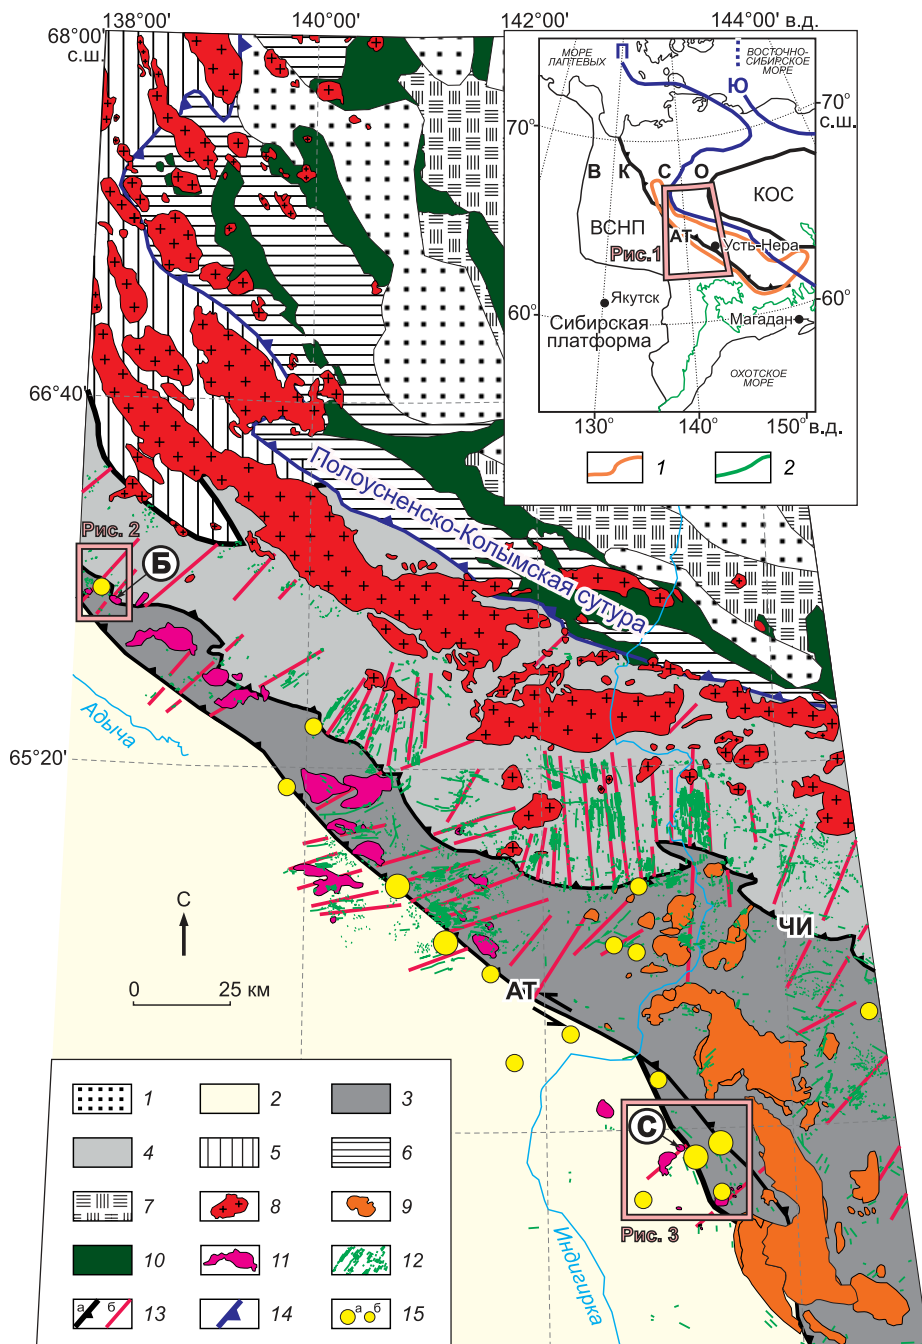 138°00'
140°00'
142°00'
144°00' в.д.
68°00'
с.ш.
МОРЕ
ЛАПТЕВЫХ
ВОСТОЧНО-
СИБИРСКОЕ
МОРЕ
П
Ю
70°
с.ш.
70°
В К С О
КОС
ВСНП
АТ
Усть-Нера
Рис.1
Якутск
60°
60°
Магадан
Сибирская
платформа
ОХОТСКОЕ
МОРЕ
130°
140°
150° в.д.
1
2
66°40'
Полоусненско-Колымская сутура
Рис. 2
Б
Адыча
65°20'
С
0 25 км
ЧИ
АТ
С
Рис. 3
Индигирка
1 2 3
4 5 6
7 8 9
10 11 12
а б 13 14 а б 15